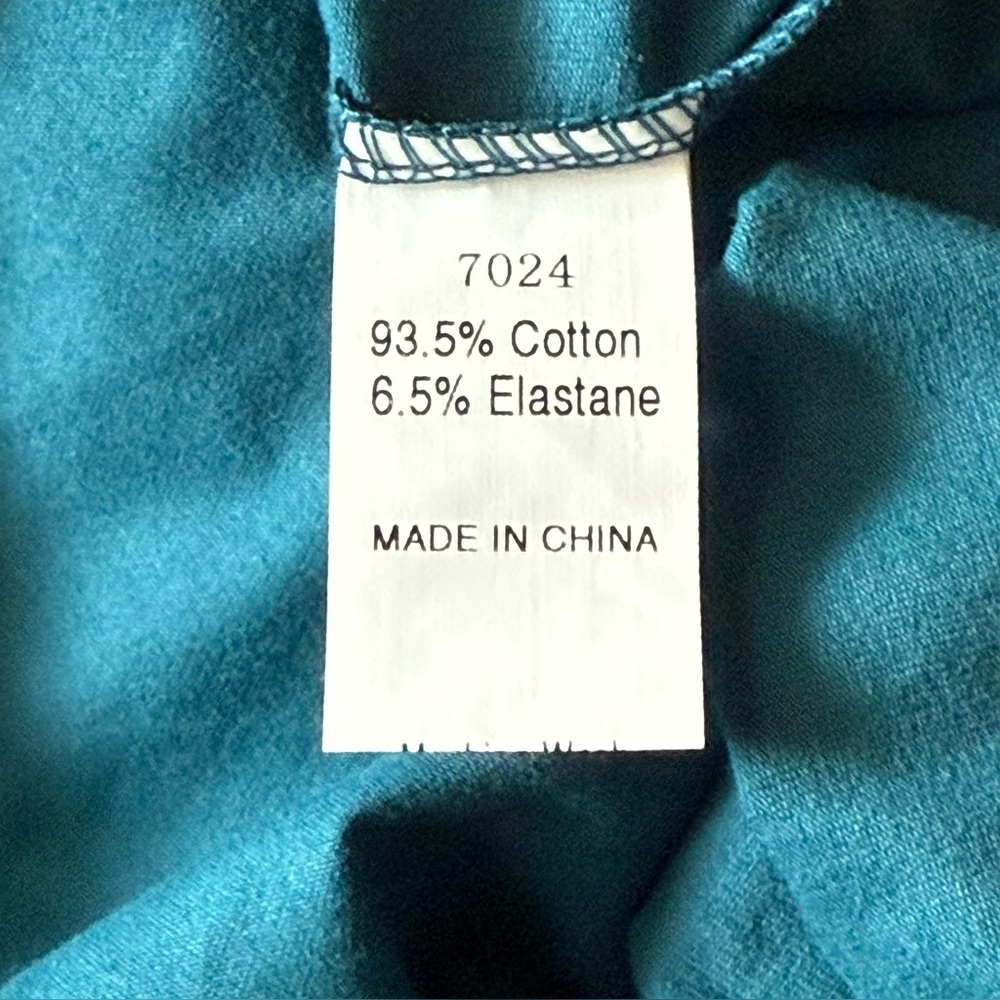 7024
93.5% Cotton
6.5% Elastane
MADE IN CHINA